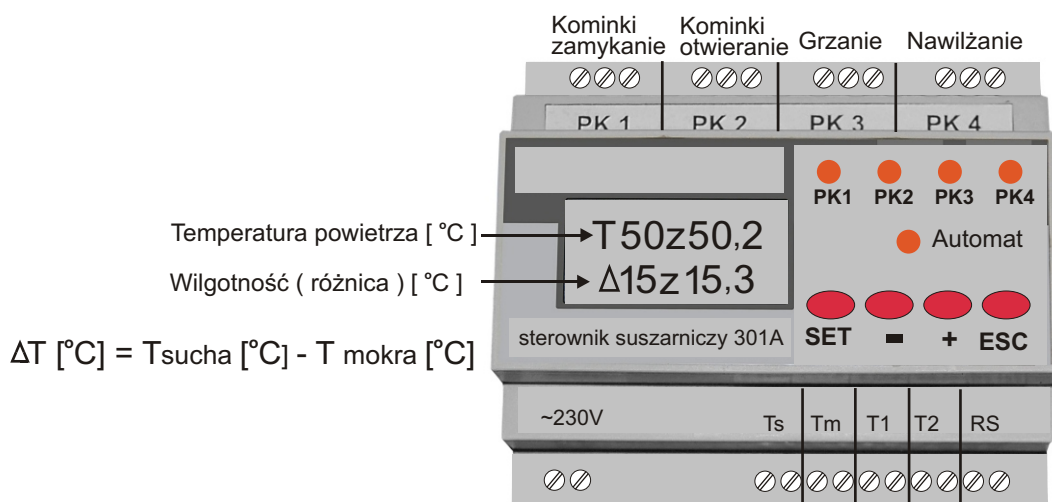 Kominki zamykanie
Kominki otwieranie
Grzanie
Nawilżanie
PK 1
PK 2
PK 3
PK 4
PK1 PK2 PK3 PK4
Automat
Temperatura powietrza [ °C ]
T50z50,2
Wilgotność ( różnica ) [ °C ]
Δ15z15,3
SET - + ESC
sterownik suszarniczy 301A
ΔT [°C] = Tsucha [°C] - T mokra [°C]
~230V
Ts Tm T1 T2 RS